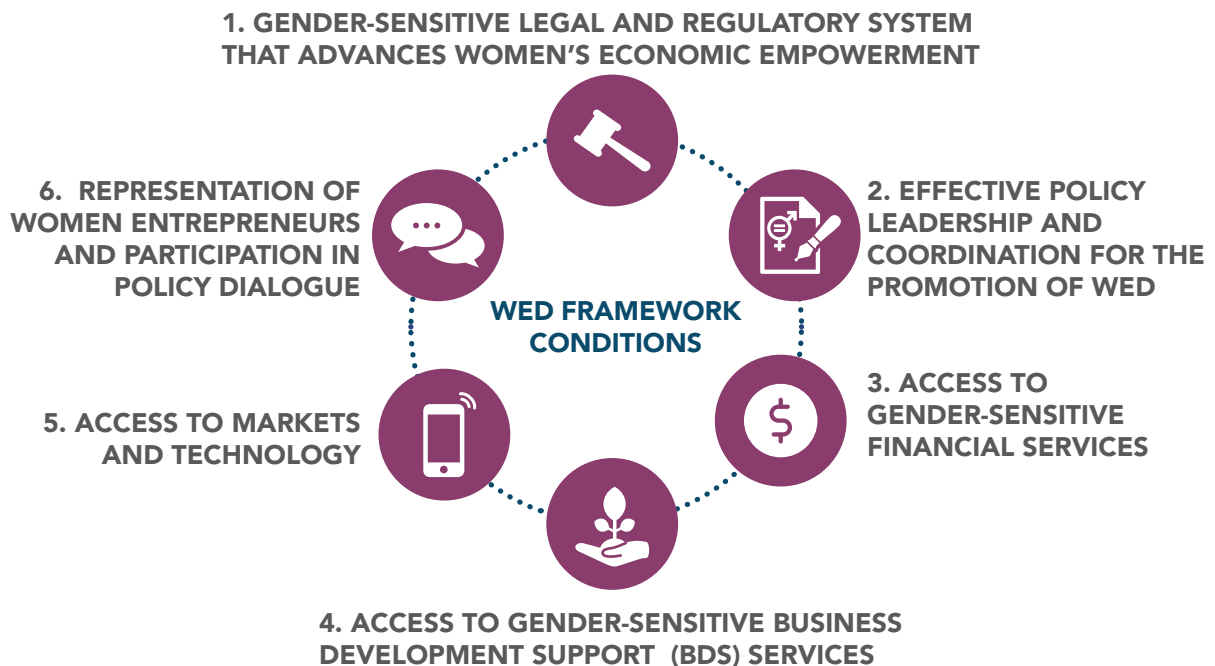 1. GENDER-SENSITIVE LEGAL AND REGULATORY SYSTEM
THAT ADVANCES WOMEN’S ECONOMIC EMPOWERMENT
2. EFFECTIVE POLICY
LEADERSHIP AND
COORDINATION FOR THE
PROMOTION OF WED
3. ACCESS TO
GENDER-SENSITIVE
FINANCIAL SERVICES
4. ACCESS TO GENDER-SENSITIVE BUSINESS
DEVELOPMENT SUPPORT (BDS) SERVICES
5. ACCESS TO MARKETS
AND TECHNOLOGY
6. REPRESENTATION OF
WOMEN ENTREPRENEURS
AND PARTICIPATION IN
POLICY DIALOGUE
WED FRAMEWORK
CONDITIONS
$